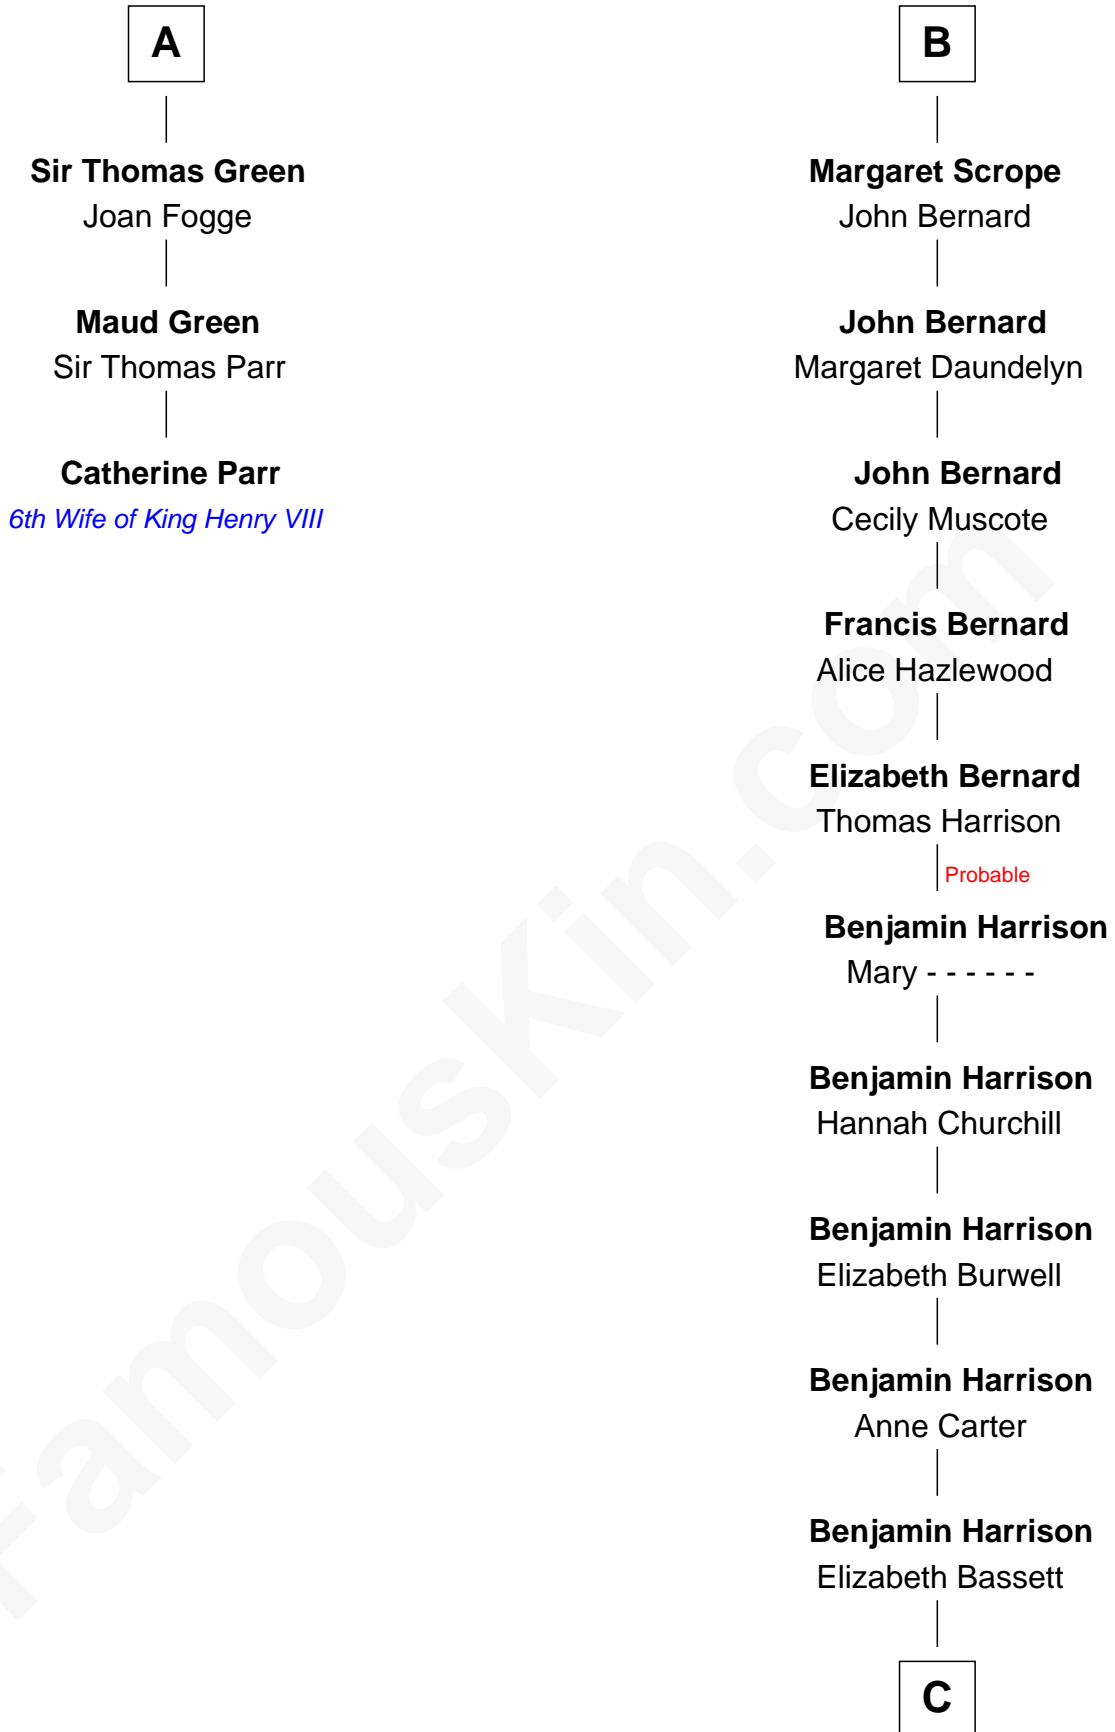 A
Sir Thomas Green
Joan Fogge
Maud Green
Sir Thomas Parr
Catherine Parr
6th Wife of King Henry VIII
B
Margaret Scrope
John Bernard
John Bernard
Margaret Daundelyn
John Bernard
Cecily Muscote
Francis Bernard
Alice Hazlewood
Elizabeth Bernard
Thomas Harrison
Probable
Benjamin Harrison
Mary - - - - - -
Benjamin Harrison
Hannah Churchill
Benjamin Harrison
Elizabeth Burwell
Benjamin Harrison
Anne Carter
Benjamin Harrison
Elizabeth Bassett
C
FamousKin.com